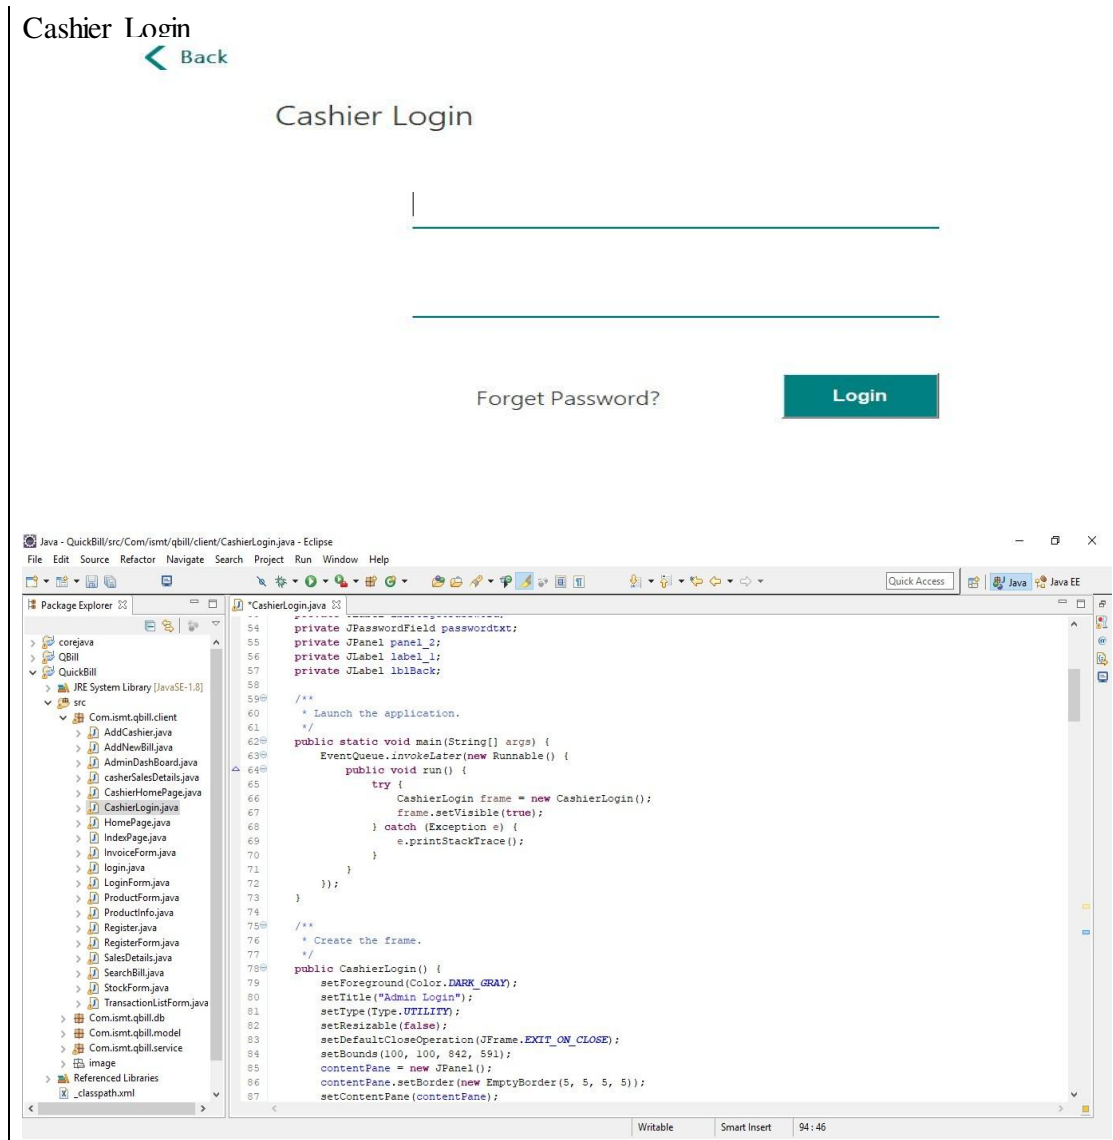 Cashier Login
Back
Cashier Login
Forget Password?
Login
Java - QuickBill/src/Com/ismt/qbill/client/CashierLogin.java - Eclipse
File Edit Source Refactor Navigate Search Project Run Window Help
Quick Access
Java
Java EE
Package Explorer
corejava
QBill
QuickBill
JRE System Library [JavaSE-1.8]
src
Com.ismt.qbill.client
AddCashier.java
AddNewBill.java
AdminDashBoard.java
casherSalesDetails.java
CashierHomePage.java
CashierLogin.java
HomePage.java
IndexPage.java
InvoiceForm.java
login.java
LoginForm.java
ProductForm.java
ProductInfo.java
Register.java
RegisterForm.java
SalesDetails.java
SearchBill.java
StockForm.java
TransactionListForm.java
Com.ismt.qbill.db
Com.ismt.qbill.model
Com.ismt.qbill.service
image
Referenced Libraries
_classpath.xml
*CashierLogin.java
54 private JPasswordField passwordtxt;
55 private JPanel panel_2;
56 private JLabel label_1;
57 private JLabel lblBack;
58
59 /**
60 * Launch the application.
61 */
62 public static void main(String[] args) {
63 EventQueue.invokeLater(new Runnable() {
64 public void run() {
65 try {
66 CashierLogin frame = new CashierLogin();
67 frame.setVisible(true);
68 } catch (Exception e) {
69 e.printStackTrace();
70 }
71 }
72 });
73 }
74
75 /**
76 * Create the frame.
77 */
78 public CashierLogin() {
79 setForeground(Color.DARK_GRAY);
80 setTitle("Admin Login");
81 setType(Type.UTILITY);
82 setResizable(false);
83 setDefaultCloseOperation(JFrame.EXIT_ON_CLOSE);
84 setBounds(100, 100, 842, 591);
85 contentPane = new JPanel();
86 contentPane.setBorder(new EmptyBorder(5, 5, 5, 5));
87 setContentPane(contentPane);
Writable
Smart Insert
94 : 46